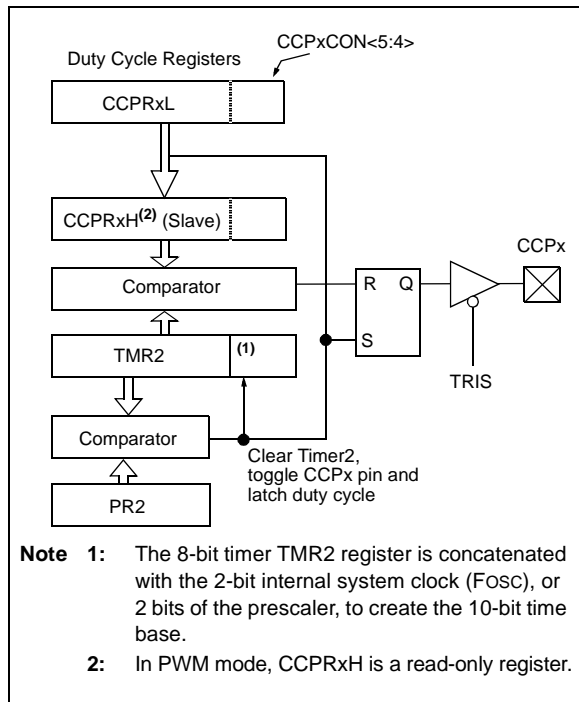 CCPxCON<5:4>
Duty Cycle Registers
CCPRxL
CCPRxH(2) (Slave)
CCPx
Comparator
R Q
TMR2
(1)
S
TRIS
Comparator
Clear Timer2,
toggle CCPx pin and
latch duty cycle
PR2
Note 1: The 8-bit timer TMR2 register is concatenated
with the 2-bit internal system clock (FOSC), or
2 bits of the prescaler, to create the 10-bit time
base.
2: In PWM mode, CCPRxH is a read-only register.